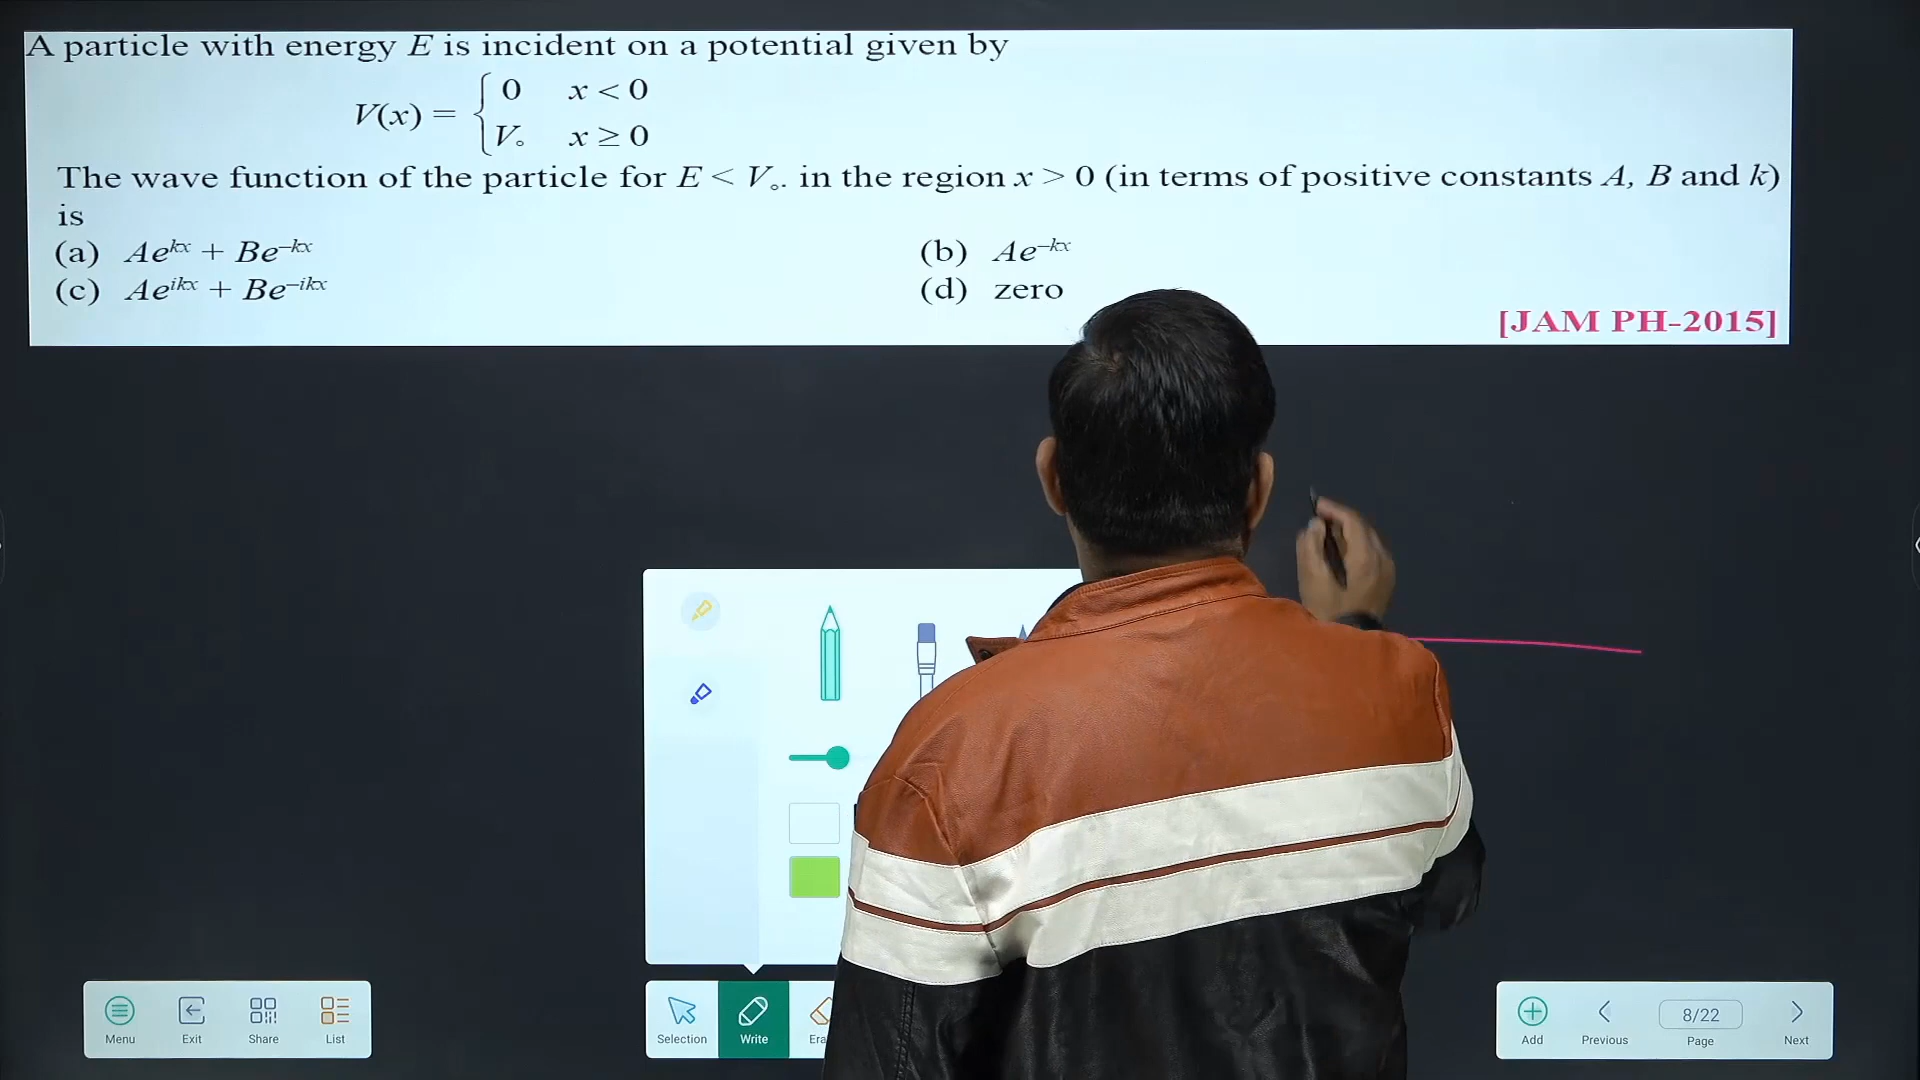 A particle with energy E is incident on a potential given by
V(x) = { 0 x < 0
V₀ x ≥ 0
The wave function of the particle for E < V₀. in the region x > 0 (in terms of positive constants A, B and k)
is
(a) Ae^{kx} + Be^{–kx} (b) Ae^{–kx}
(c) Ae^{ikx} + Be^{–ikx} (d) zero
[JAM PH-2015]
Menu Exit Share List Selection Write Add Previous 8/22 Page Next